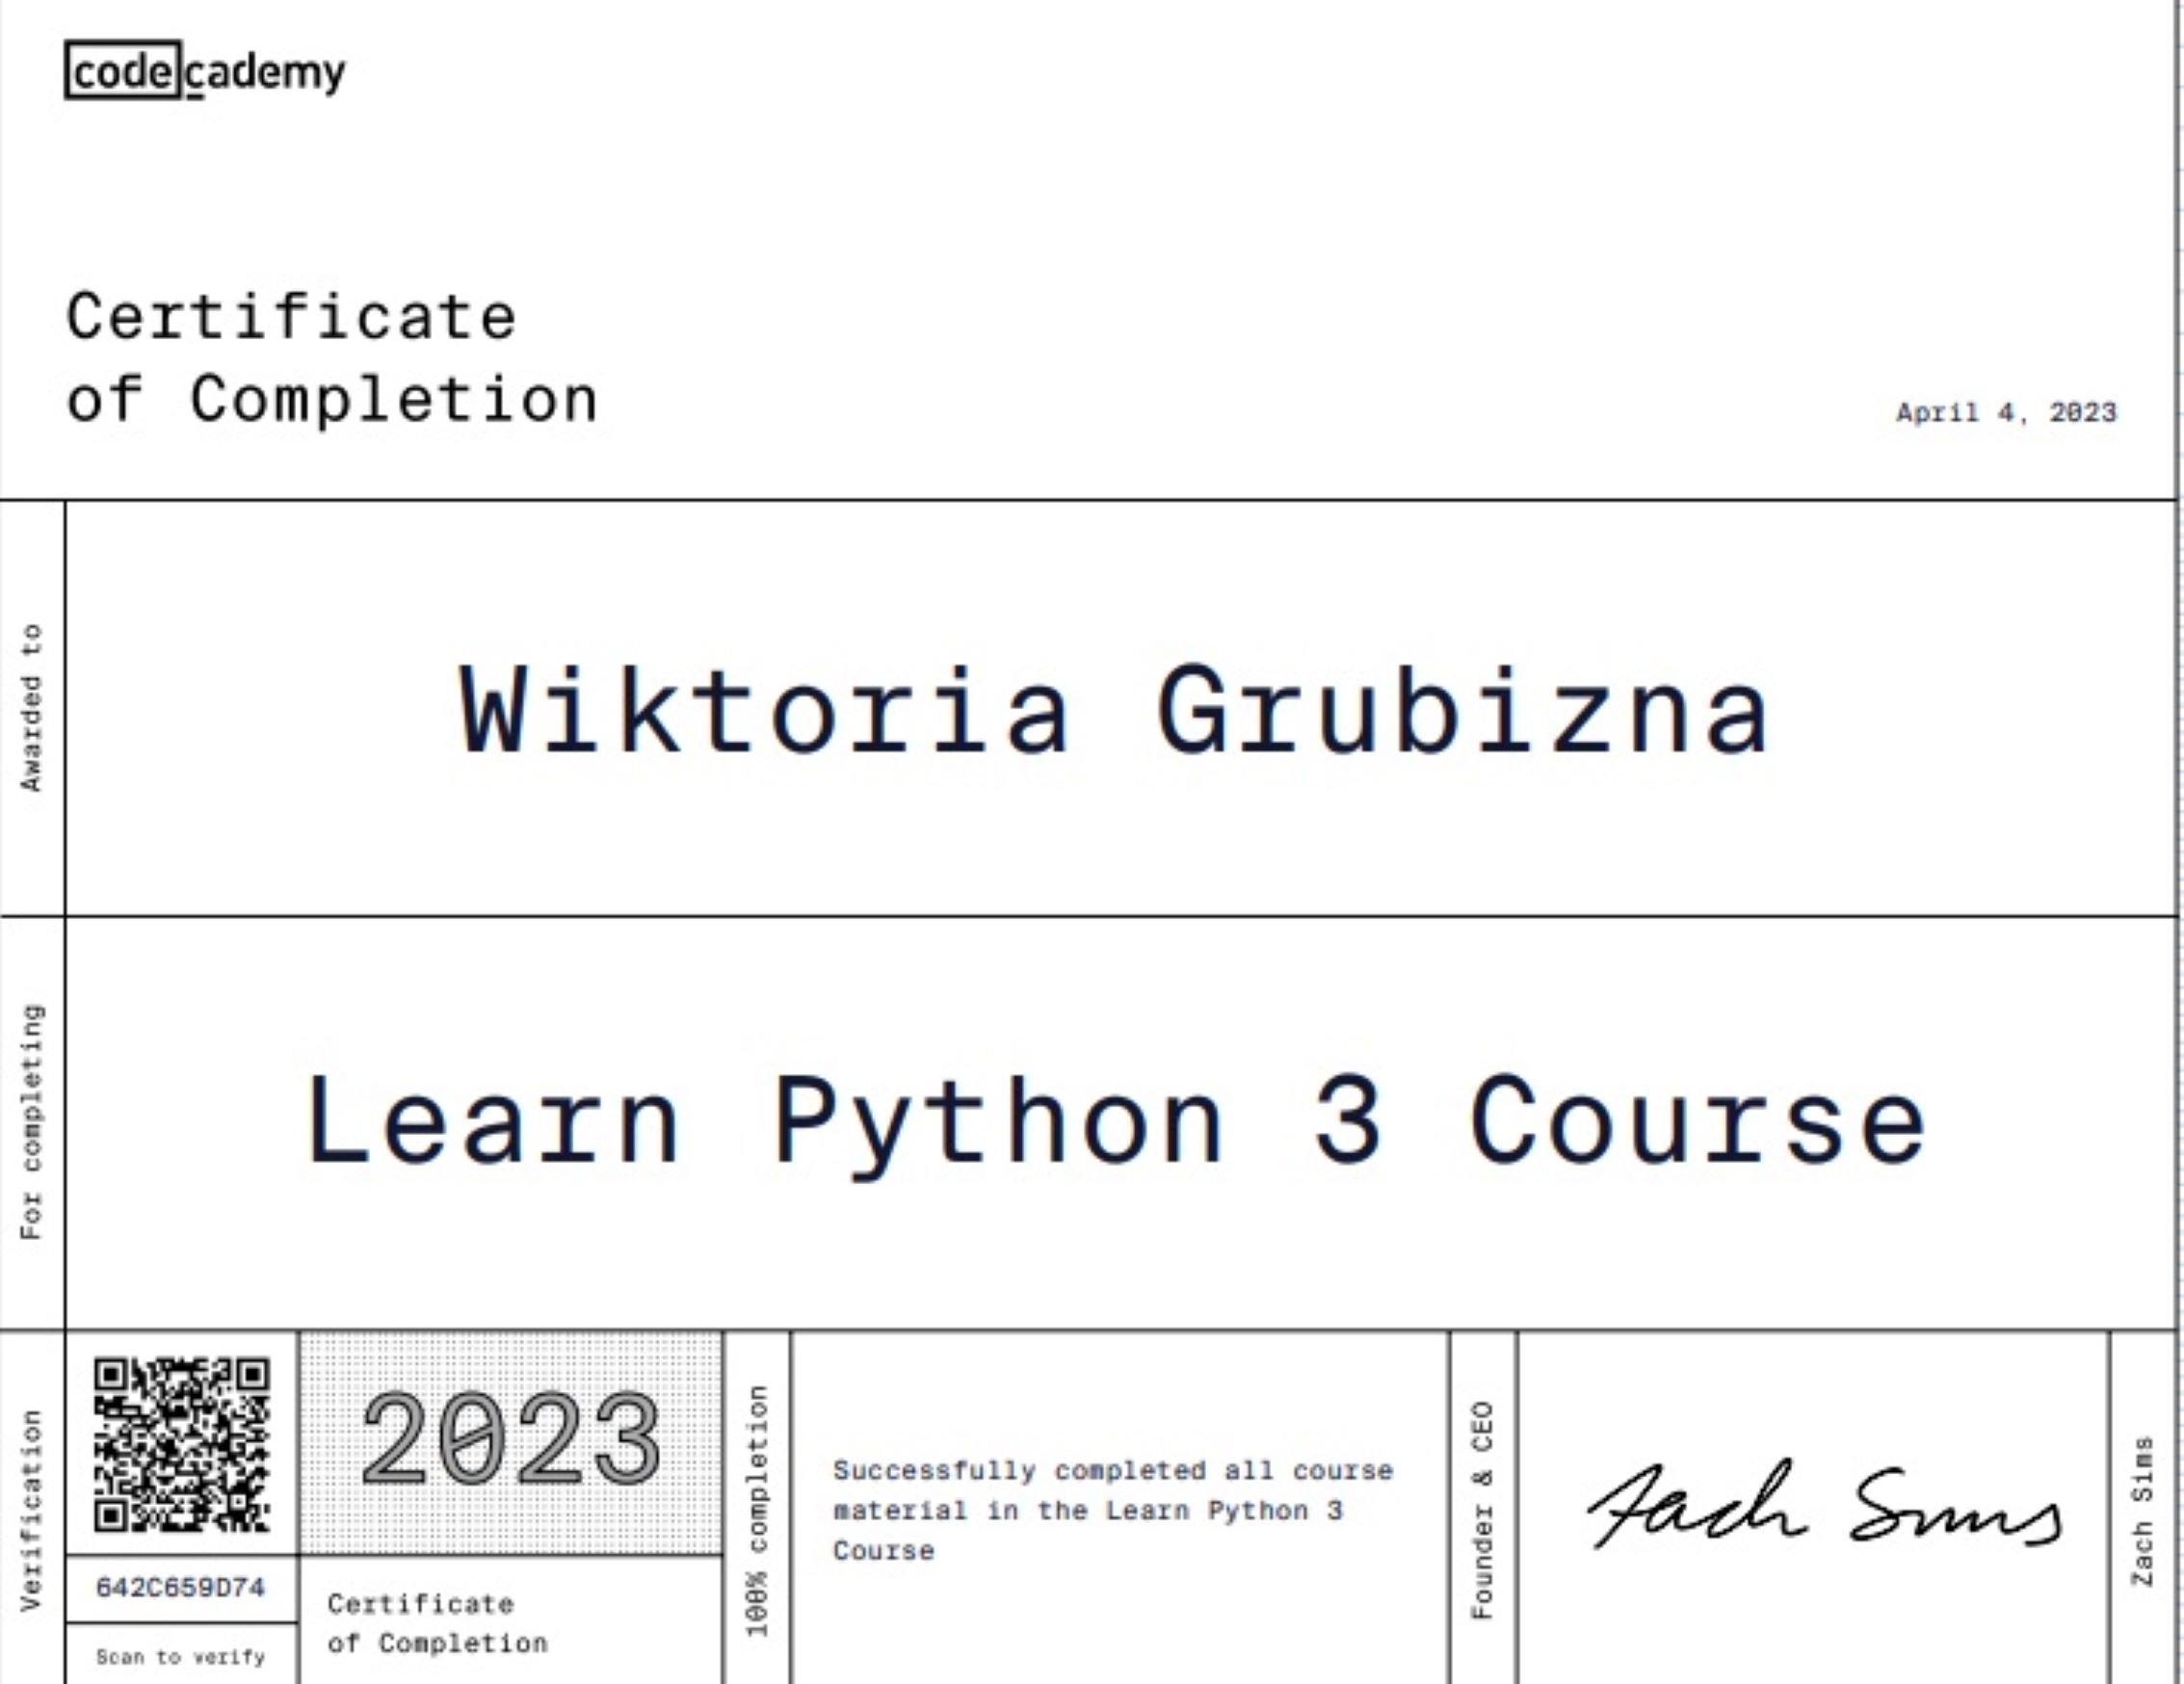 codecademy
Certificate
of Completion
April 4, 2023
Awarded to
Wiktoria Grubizna
For completing
Learn Python 3 Course
Verification
642C659D74
Scan to verify
2023
Certificate
of Completion
100% completion
Successfully completed all course
material in the Learn Python 3
Course
Founder & CEO
Zach Sims
Zach Sims